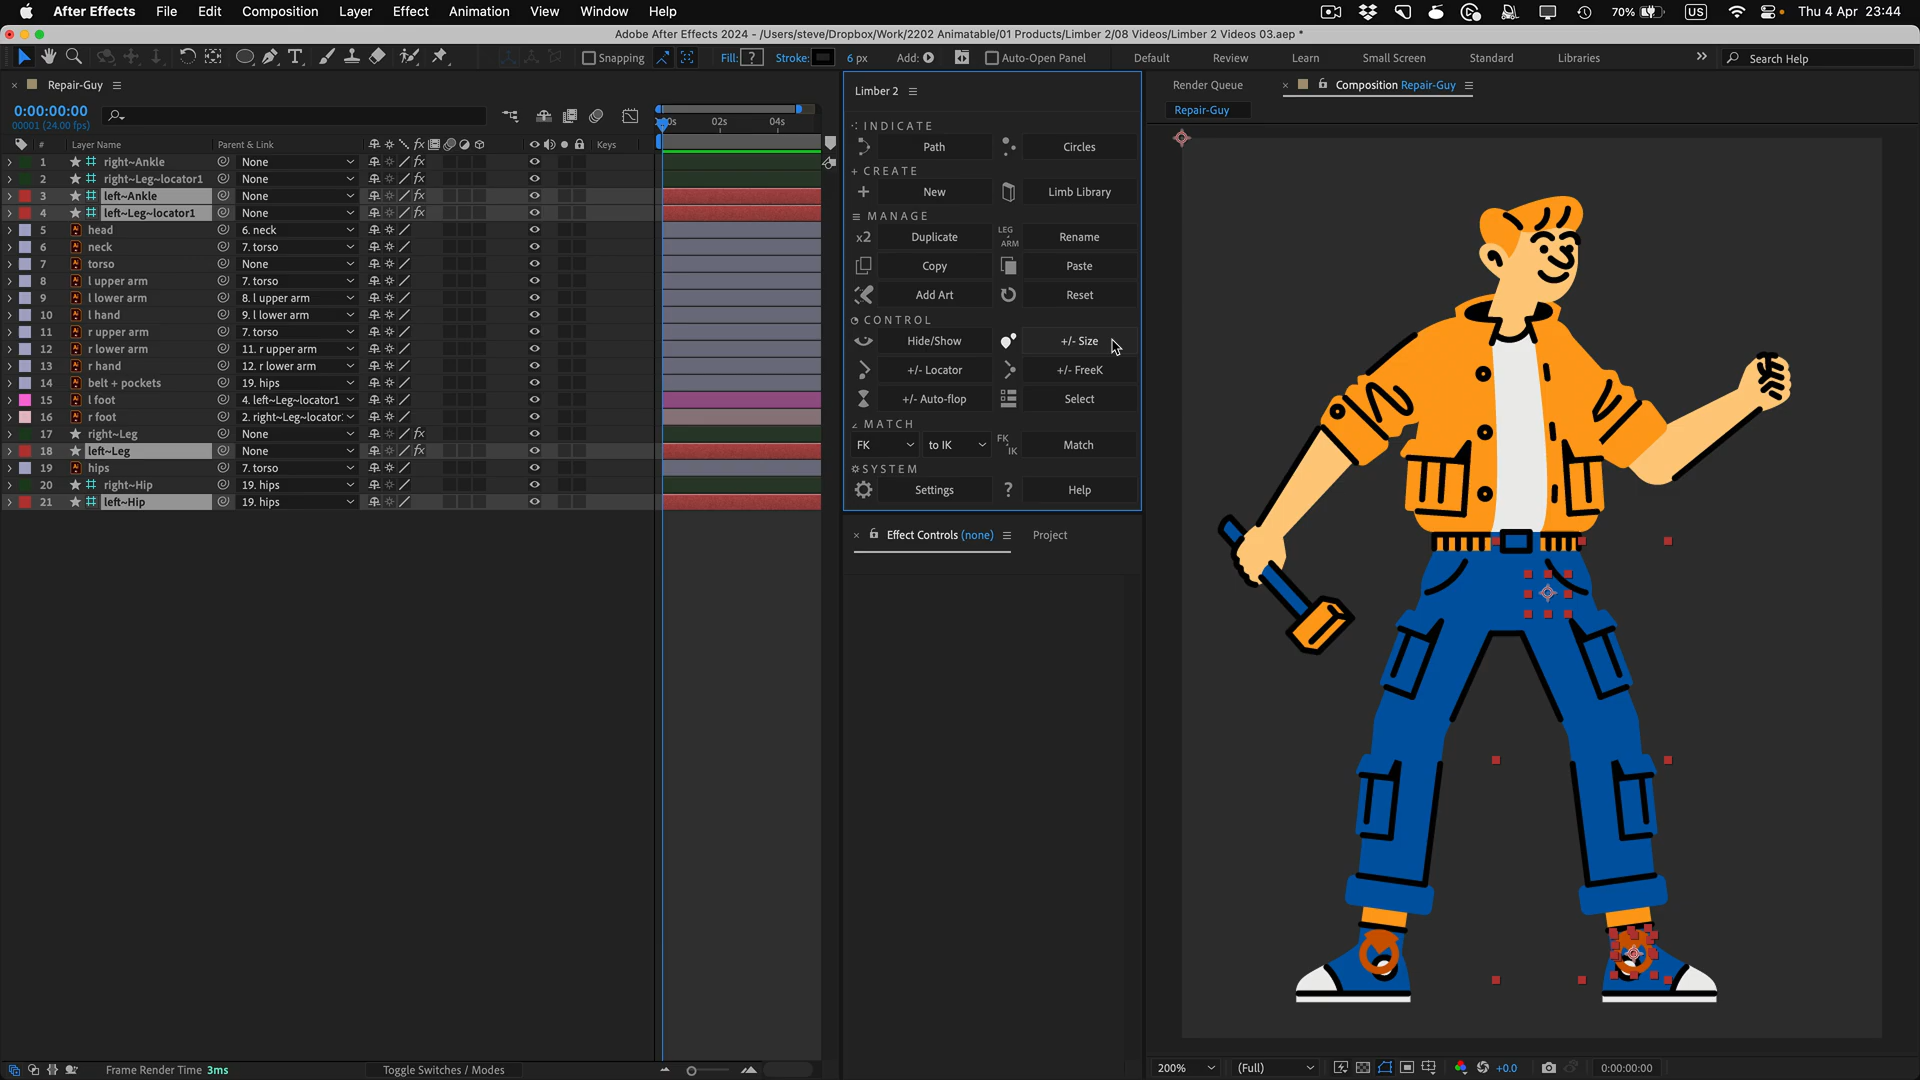 After Effects File Edit Composition Layer Effect Animation View Window Help 70% US Thu 4 Apr 23:44
Adobe After Effects 2024 - /Users/steve/Dropbox/Work/2202 Animatable/01 Products/Limber 2/08 Videos/Limber 2 Videos 03.aep *
Snapping Fill: ? Stroke: 6 px Add: Auto-Open Panel Default Review Learn Small Screen Standard Libraries Search Help
Repair-Guy
0:00:00:00
00001 (24.00 fps)
02s 04s
# Layer Name Parent & Link fx Keys
1 right~Ankle None fx
2 right~Leg~locator1 None fx
3 left~Ankle None fx
4 left~Leg~locator1 None fx
5 head 6. neck
6 neck 7. torso
7 torso None
8 l upper arm 7. torso
9 l lower arm 8. l upper arm
10 l hand 9. l lower arm
11 r upper arm 7. torso
12 r lower arm 11. r upper arm
13 r hand 12. r lower arm
14 belt + pockets 19. hips
15 l foot 4. left~Leg~locator1
16 r foot 2. right~Leg~locator
17 right~Leg None fx
18 left~Leg None fx
19 hips 7. torso
20 right~Hip 19. hips
21 left~Hip 19. hips
Frame Render Time 3ms Toggle Switches / Modes
Limber 2
INDICATE
Path Circles
CREATE
New Limb Library
MANAGE
x2 Duplicate LEG ARM Rename
Copy Paste
Add Art Reset
CONTROL
Hide/Show +/- Size
+/- Locator +/- FreeK
+/- Auto-flop Select
MATCH
FK to IK FK IK Match
SYSTEM
Settings ? Help
Effect Controls (none) Project
Render Queue Composition Repair-Guy
Repair-Guy
200% (Full) +0.0 0:00:00:00